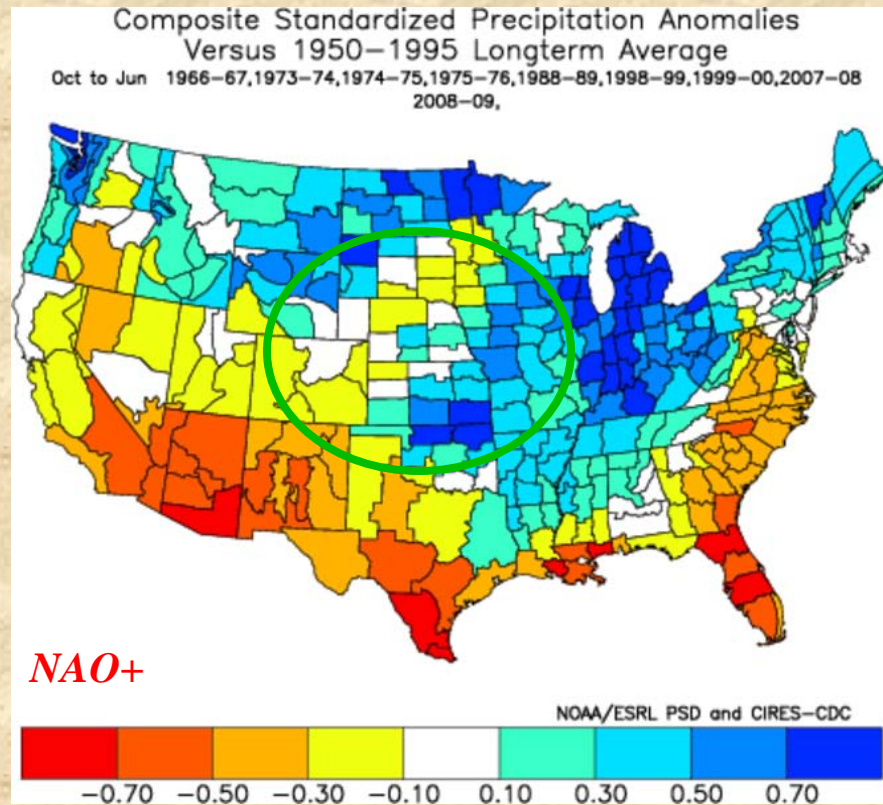 Composite Standardized Precipitation Anomalies
Versus 1950−1995 Longterm Average
Oct to Jun 1966−67,1973−74,1974−75,1975−76,1988−89,1998−99,1999−00,2007−08
2008−09,
NAO+
NOAA/ESRL PSD and CIRES−CDC
−0.70 −0.50 −0.30 −0.10 0.10 0.30 0.50 0.70